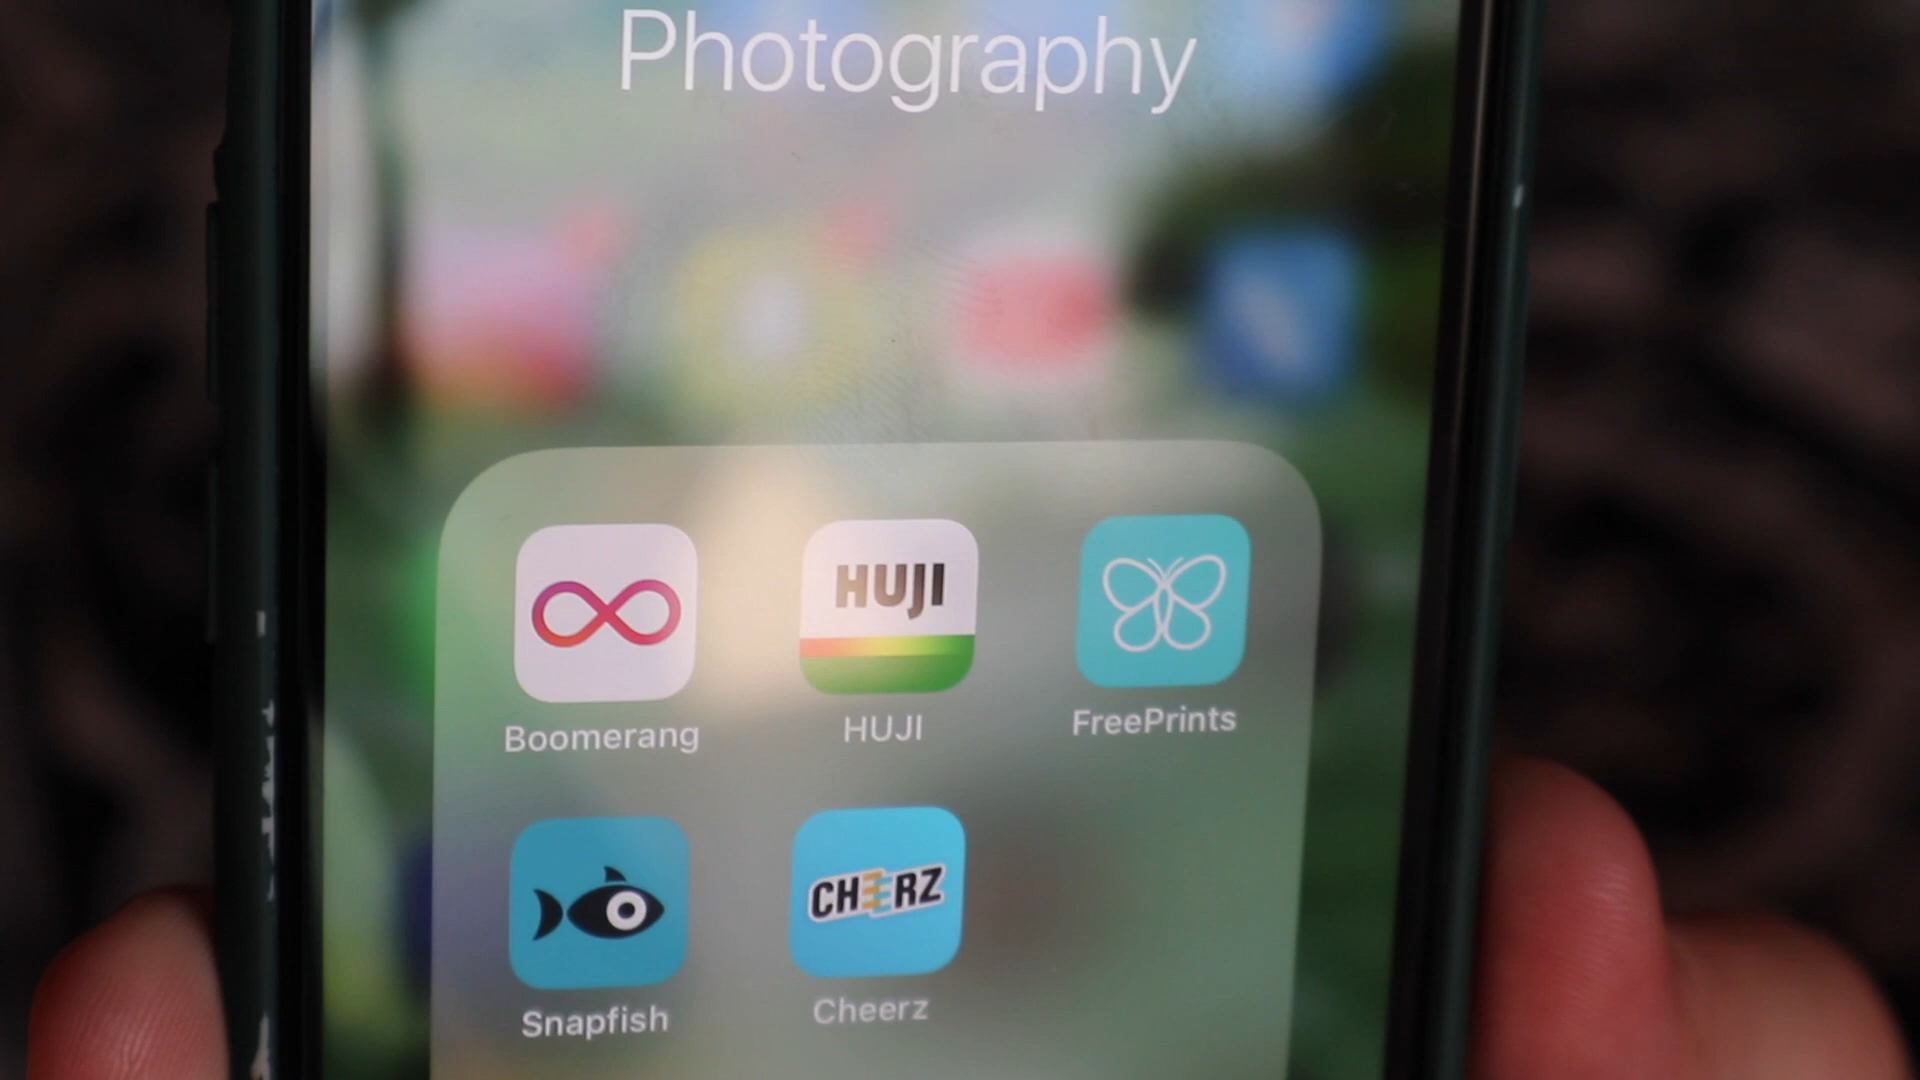 Photography
HUJI
Boomerang
HUJI
FreePrints
CHEERZ
Snapfish
Cheerz